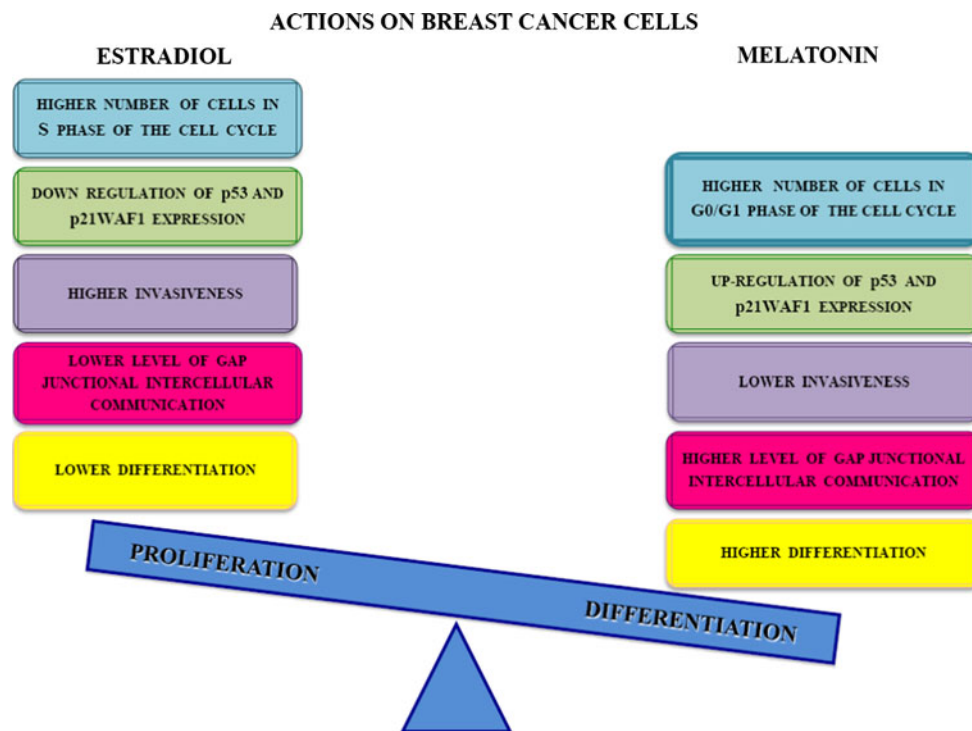 ACTIONS ON BREAST CANCER CELLS
ESTRADIOL
HIGHER NUMBER OF CELLS IN
S PHASE OF THE CELL CYCLE
DOWN REGULATION OF p53 AND
p21WAF1 EXPRESSION
HIGHER INVASIVENESS
LOWER LEVEL OF GAP
JUNCTIONAL INTERCELLULAR
COMMUNICATION
LOWER DIFFERENTIATION
MELATONIN
HIGHER NUMBER OF CELLS IN
G0/G1 PHASE OF THE CELL CYCLE
UP-REGULATION OF p53 AND
p21WAF1 EXPRESSION
LOWER INVASIVENESS
HIGHER LEVEL OF GAP JUNCTIONAL
INTERCELLULAR COMMUNICATION
HIGHER DIFFERENTIATION
PROLIFERATION
DIFFERENTIATION